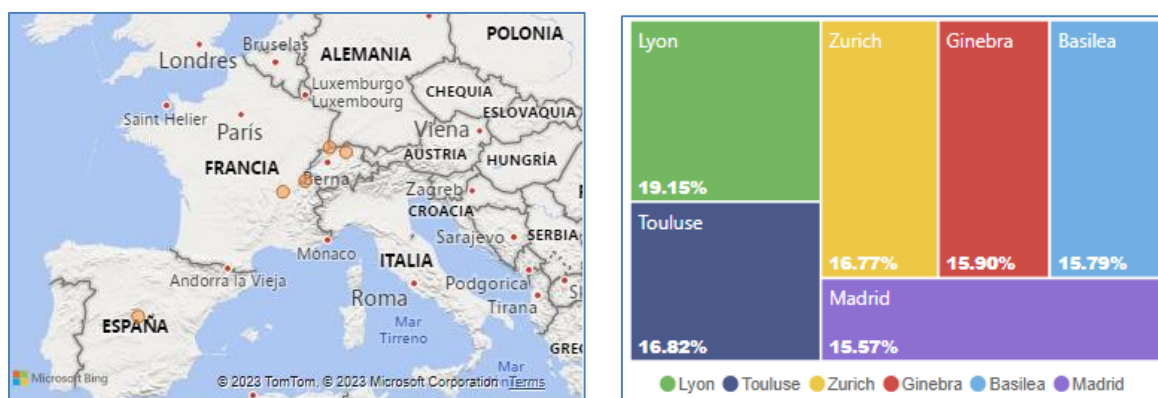 POLONIA
Londres
Bruselas
ALEMANIA
Luxemburgo
Luxembourg
CHEQUIA
ESLOVAQUIA
Saint Helier
París
Viena
AUSTRIA
HUNGRÍA
FRANCIA
Berna
Zagreb
CROACIA
Sarajevo
SERBIA
Mónaco
Andorra la Vieja
ITALIA
Podgorica
Roma
Tirana
ESPAÑA
Mar
Tirreno
GREC
Mar
Microsoft Bing
© 2023 TomTom, © 2023 Microsoft Corporation Terms
Lyon
19.15%
Zurich
16.77%
Ginebra
15.90%
Basilea
15.79%
Touluse
16.82%
Madrid
15.57%
Lyon Touluse Zurich Ginebra Basilea Madrid